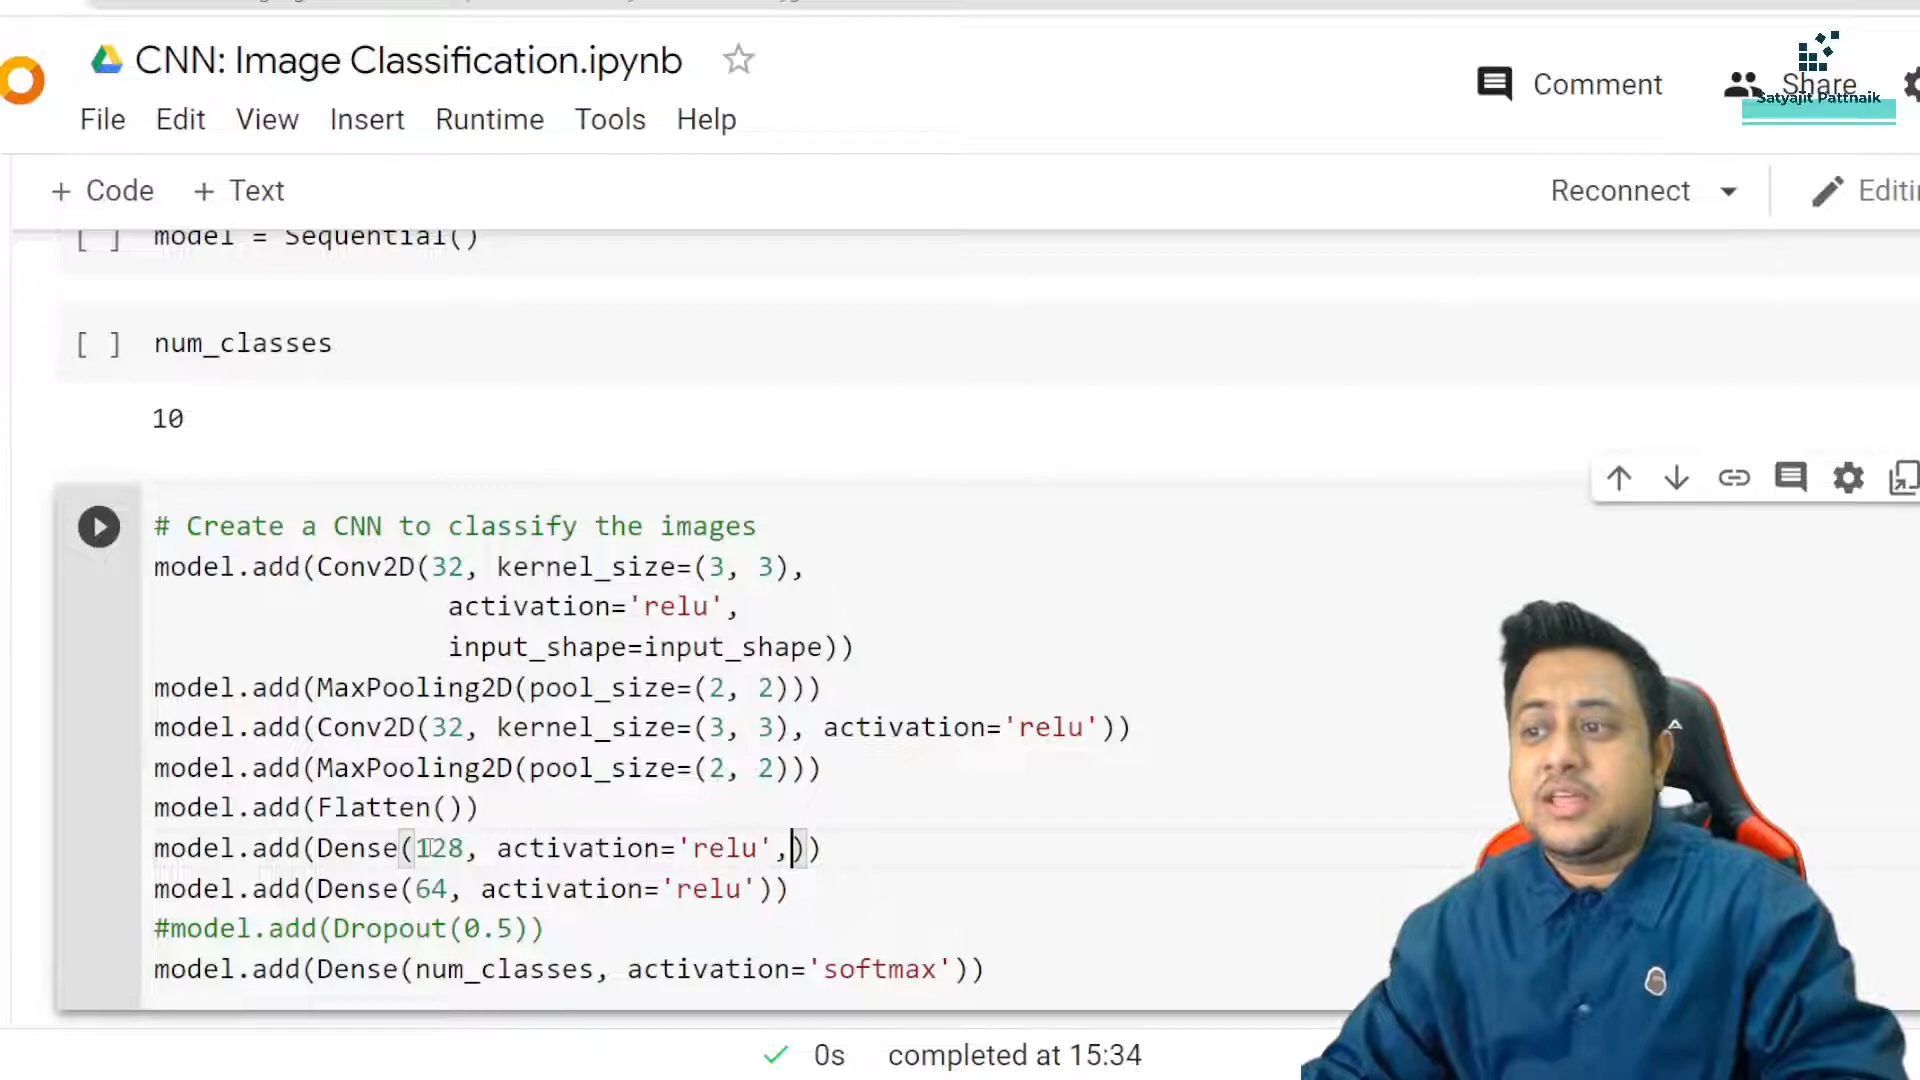 CNN: Image Classification.ipynb
Comment
Share
Satyajit Pattnaik
File Edit View Insert Runtime Tools Help
+ Code + Text
Reconnect
[ ] model = Sequential()
[ ] num_classes
10
# Create a CNN to classify the images
model.add(Conv2D(32, kernel_size=(3, 3),
activation='relu',
input_shape=input_shape))
model.add(MaxPooling2D(pool_size=(2, 2)))
model.add(Conv2D(32, kernel_size=(3, 3), activation='relu'))
model.add(MaxPooling2D(pool_size=(2, 2)))
model.add(Flatten())
model.add(Dense(128, activation='relu',))
model.add(Dense(64, activation='relu'))
#model.add(Dropout(0.5))
model.add(Dense(num_classes, activation='softmax'))
0s completed at 15:34